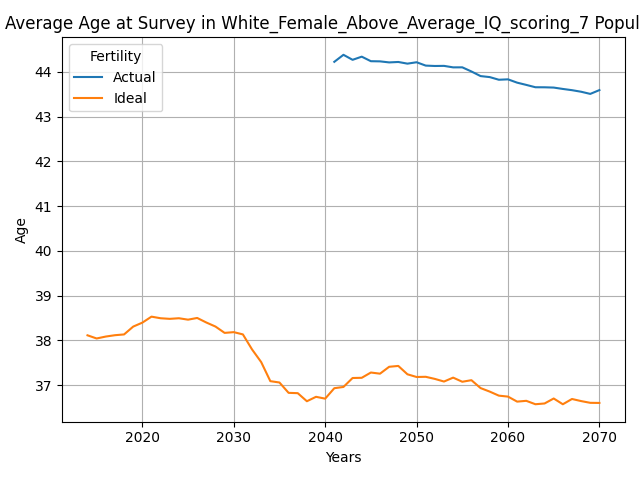 Average Age at Survey in White_Female_Above_Average_IQ_scoring_7 Popul
Fertility
Actual
Ideal
44
43
42
41
40
39
38
37
Age
2020 2030 2040 2050 2060 2070
Years